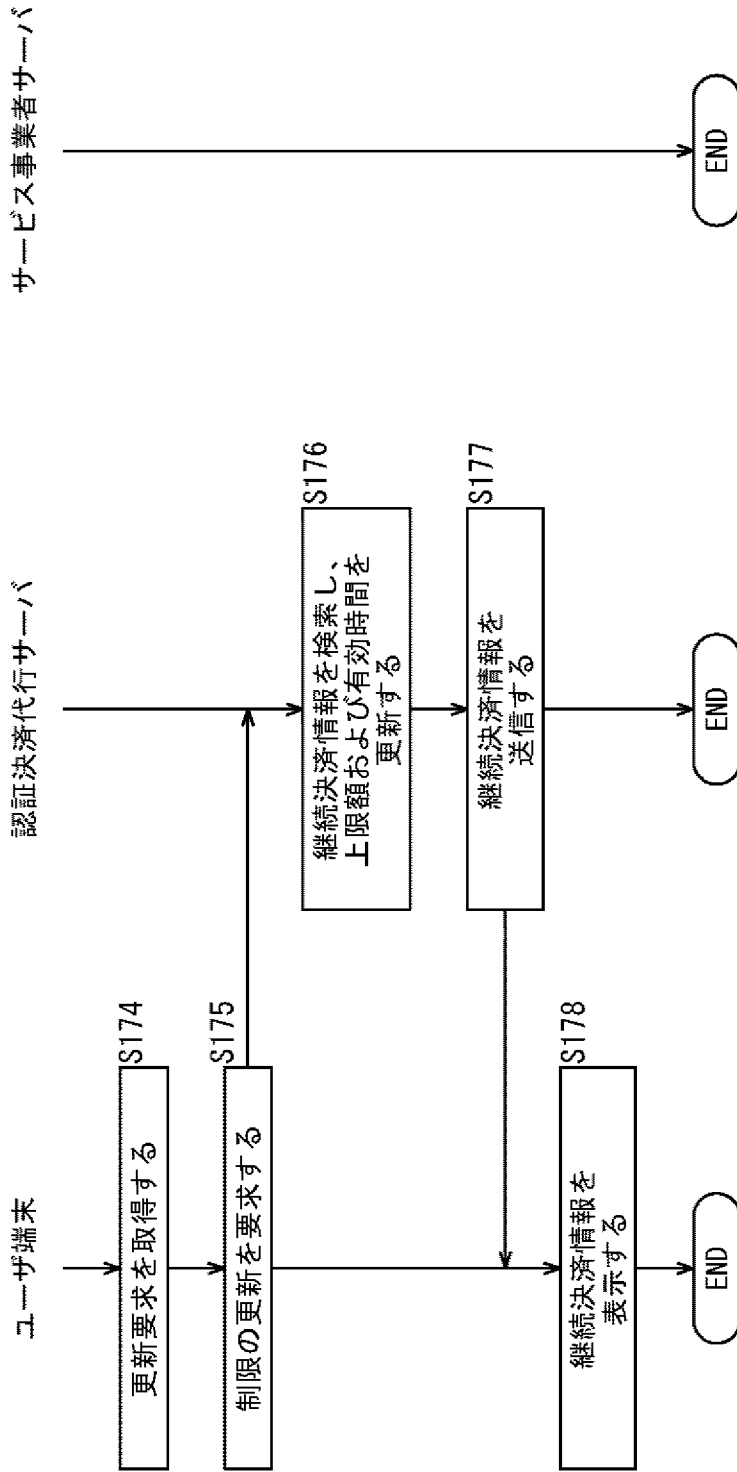 ユーザ端末
認証決済代行サーバ
サービス事業者サーバ
S174
更新要求を取得する
S175
制限の更新を要求する
S176
継続決済情報を検索し、
上限額および有効時間を
更新する
S177
継続決済情報を
送信する
S178
継続決済情報を
表示する
END
END
END